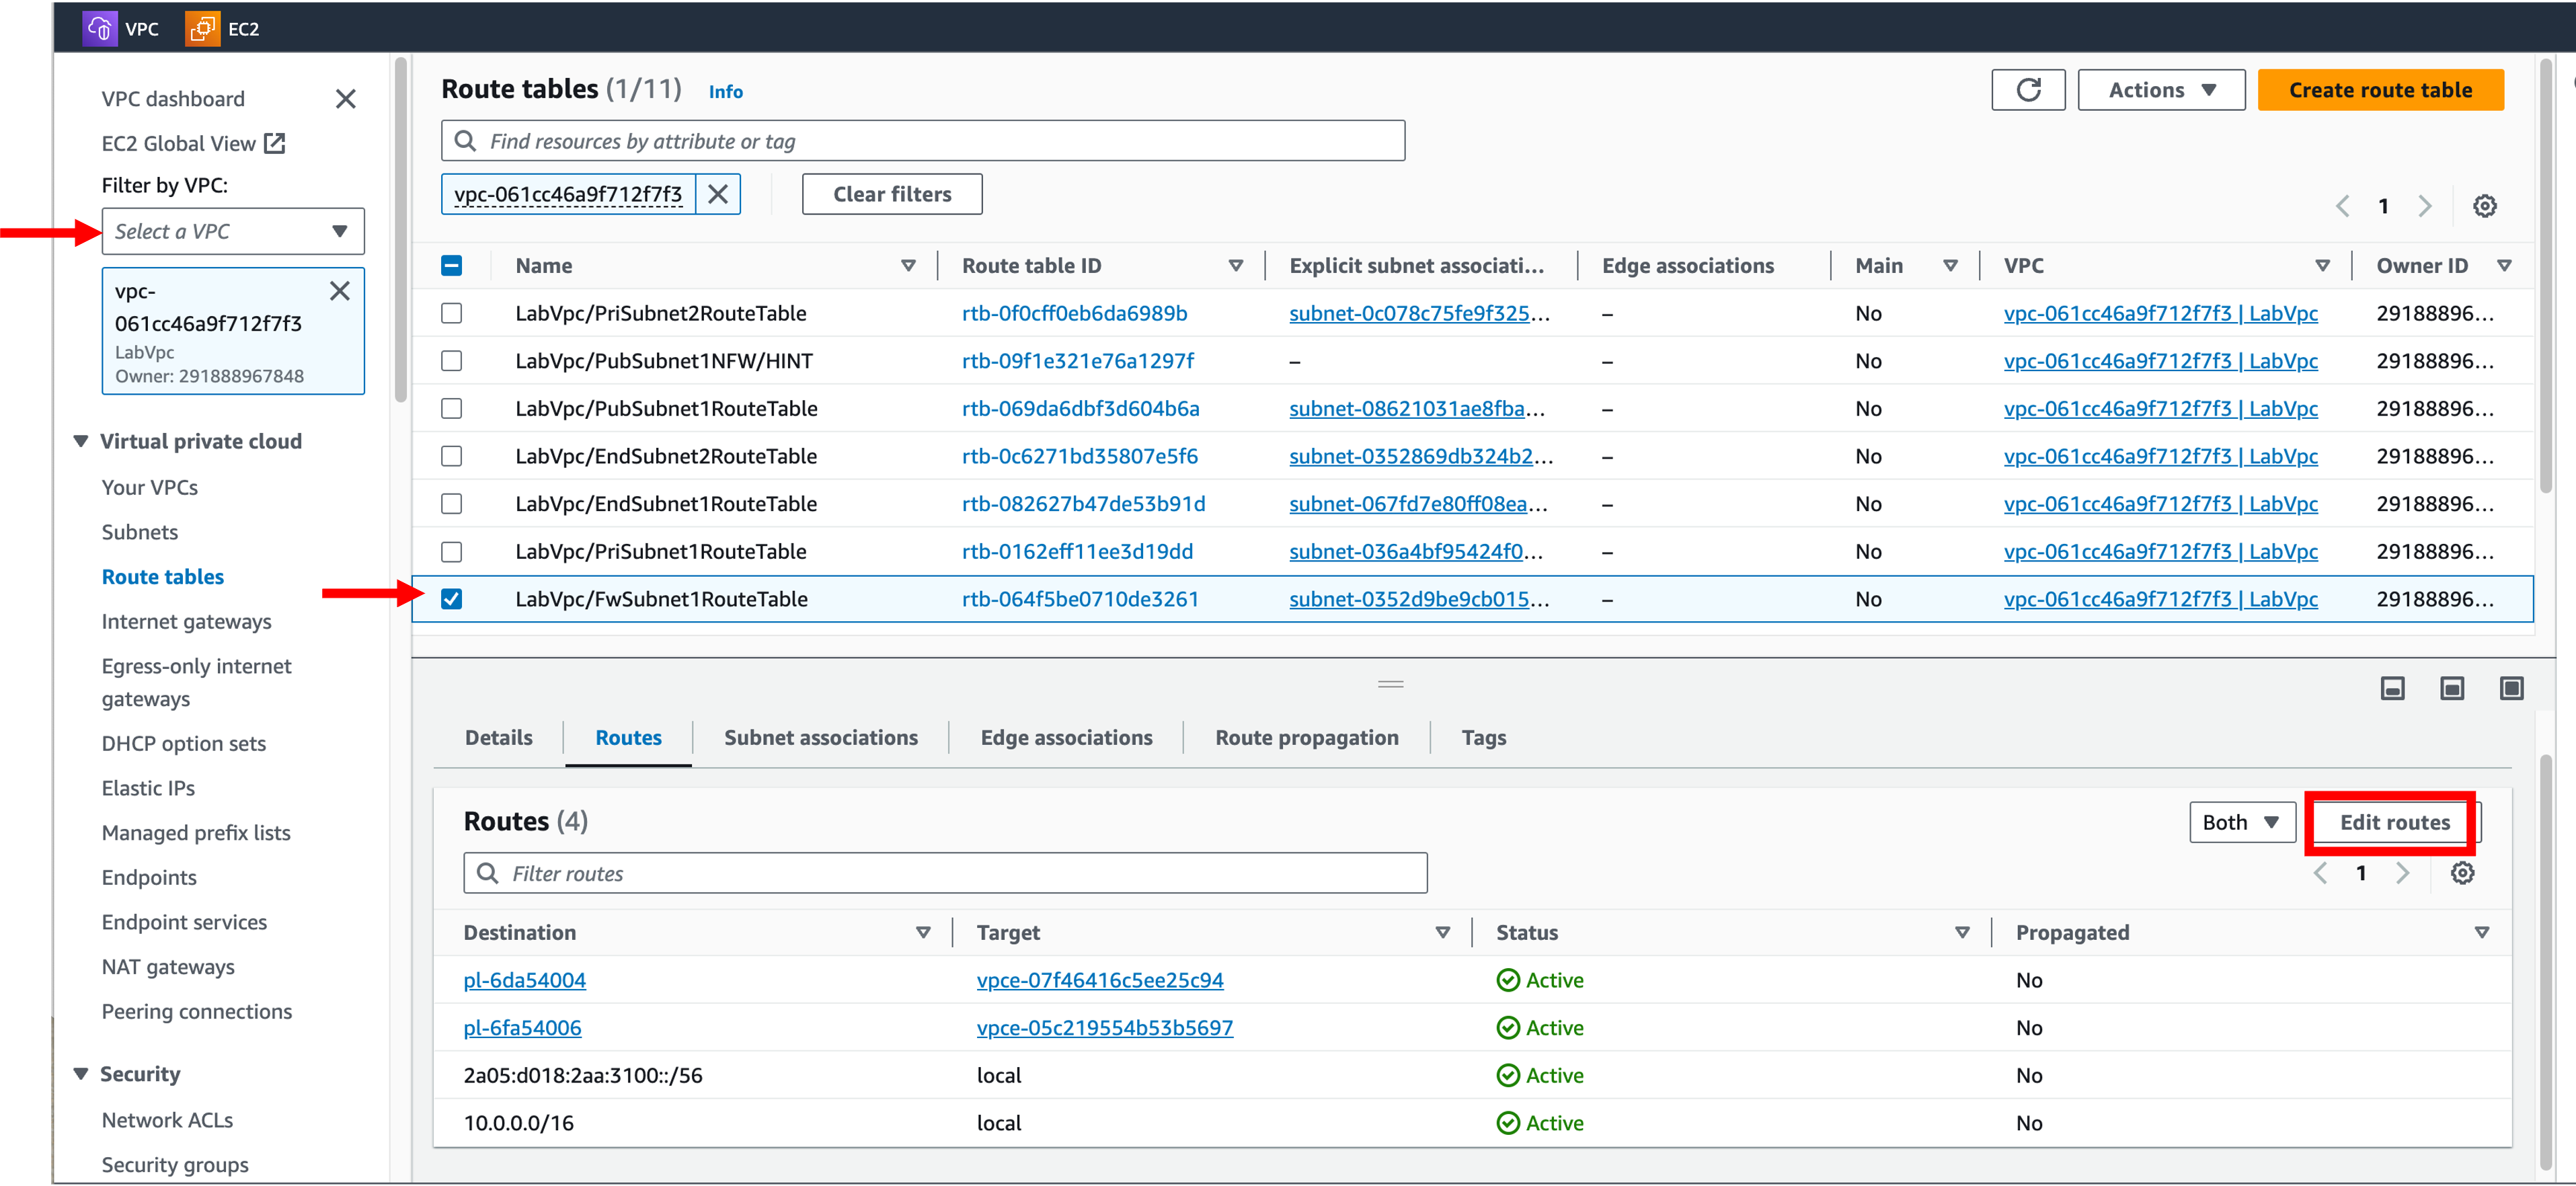 VPC EC2
VPC dashboard
EC2 Global View
Filter by VPC:
Select a VPC
vpc-
061cc46a9f712f7f3
LabVpc
Owner: 291888967848
Virtual private cloud
Your VPCs
Subnets
Route tables
Internet gateways
Egress-only internet
gateways
DHCP option sets
Elastic IPs
Managed prefix lists
Endpoints
Endpoint services
NAT gateways
Peering connections
Security
Network ACLs
Security groups
Route tables (1/11) Info
Actions
Create route table
Find resources by attribute or tag
vpc-061cc46a9f712f7f3
Clear filters
1
Name Route table ID Explicit subnet associati... Edge associations Main VPC Owner ID
LabVpc/PriSubnet2RouteTable rtb-0f0cff0eb6da6989b subnet-0c078c75fe9f325... – No vpc-061cc46a9f712f7f3 | LabVpc 29188896...
LabVpc/PubSubnet1NFW/HINT rtb-09f1e321e76a1297f – – No vpc-061cc46a9f712f7f3 | LabVpc 29188896...
LabVpc/PubSubnet1RouteTable rtb-069da6dbf3d604b6a subnet-08621031ae8fba... – No vpc-061cc46a9f712f7f3 | LabVpc 29188896...
LabVpc/EndSubnet2RouteTable rtb-0c6271bd35807e5f6 subnet-0352869db324b2... – No vpc-061cc46a9f712f7f3 | LabVpc 29188896...
LabVpc/EndSubnet1RouteTable rtb-082627b47de53b91d subnet-067fd7e80ff08ea... – No vpc-061cc46a9f712f7f3 | LabVpc 29188896...
LabVpc/PriSubnet1RouteTable rtb-0162eff11ee3d19dd subnet-036a4bf95424f0... – No vpc-061cc46a9f712f7f3 | LabVpc 29188896...
LabVpc/FwSubnet1RouteTable rtb-064f5be0710de3261 subnet-0352d9be9cb015... – No vpc-061cc46a9f712f7f3 | LabVpc 29188896...
Details Routes Subnet associations Edge associations Route propagation Tags
Routes (4)
Both
Edit routes
Filter routes
1
Destination Target Status Propagated
pl-6da54004 vpce-07f46416c5ee25c94 Active No
pl-6fa54006 vpce-05c219554b53b5697 Active No
2a05:d018:2aa:3100::/56 local Active No
10.0.0.0/16 local Active No